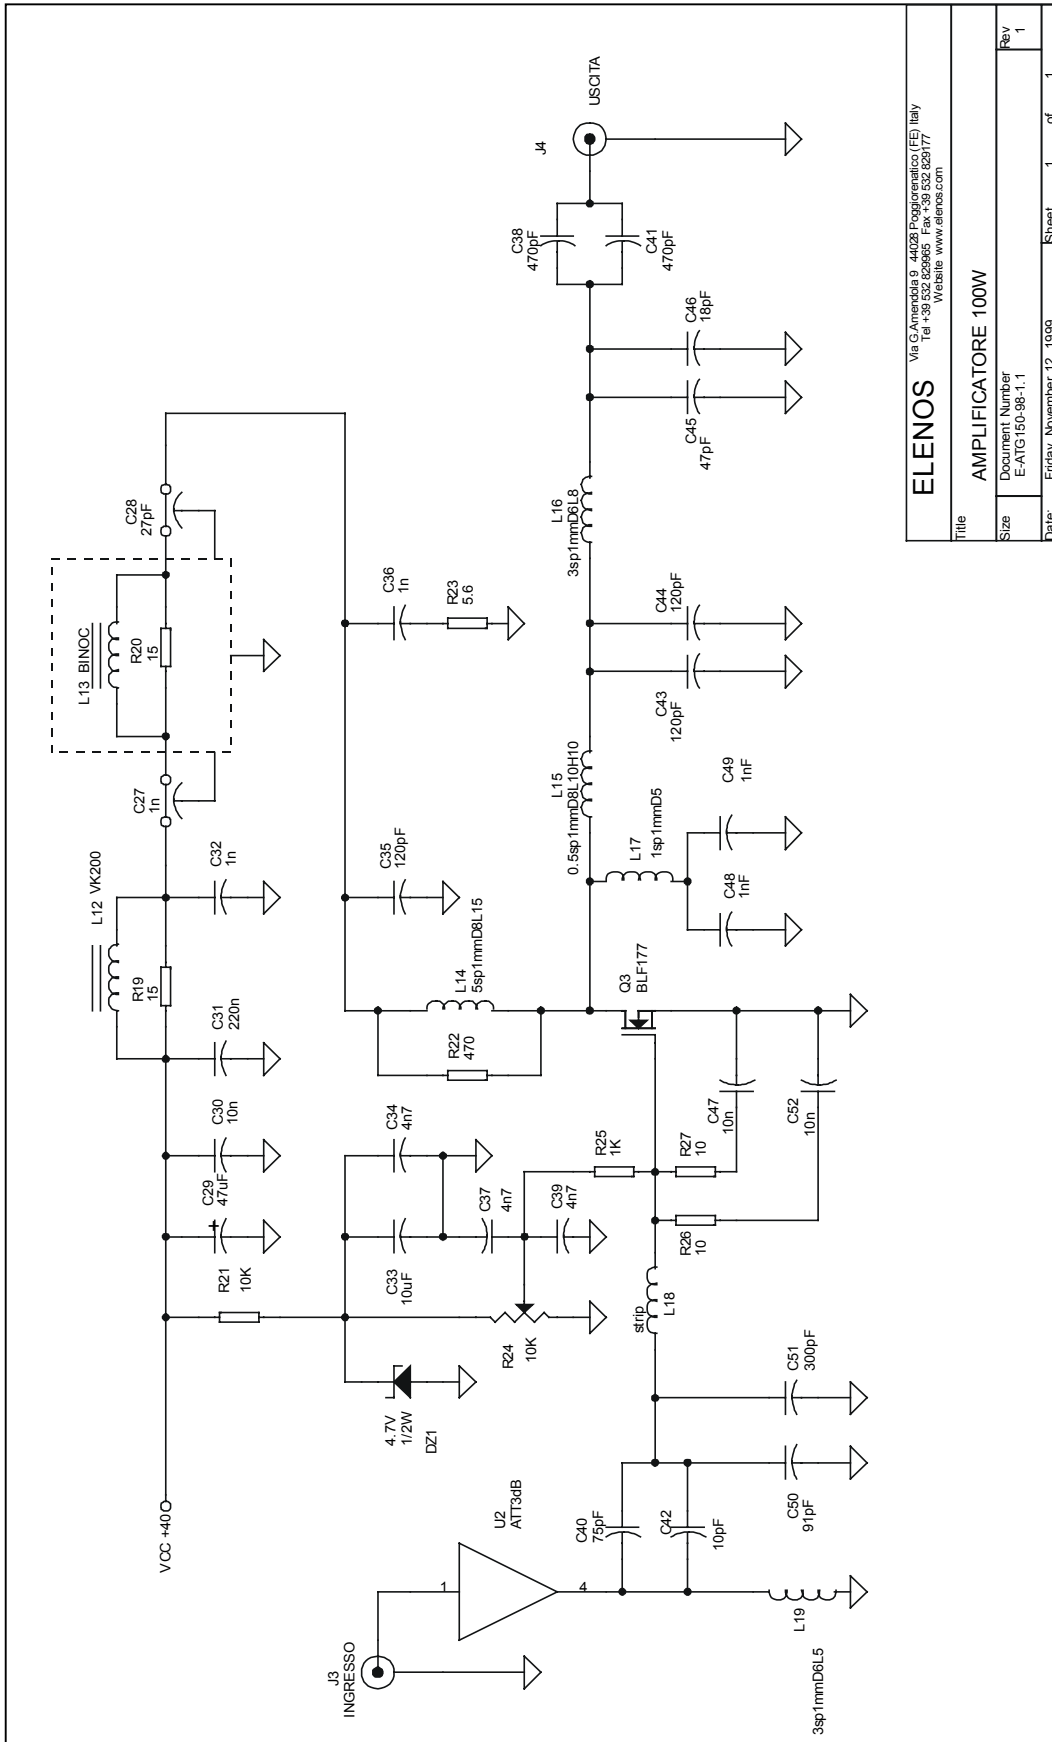 VCC +40
R21
10K
C29
47uF
+
C30
10n
C31
220n
R19
15
L12 VK200
C32
1n
C27
1n
L13 BINOC
R20
15
C28
27pF
4.7V
1/2W
DZ1
C33
10uF
C34
4n7
R24
10K
C37
4n7
C39
4n7
R22
470
L14
5sp1mmD8L15
C35
120pF
C36
1n
R23
5.6
J3
INGRESSO
1
U2
ATT3dB
4
C40
75pF
C42
10pF
L19
3sp1mmD6L5
C50
91pF
C51
300pF
strip
L18
R25
1K
R26
10
R27
10
C47
10n
C52
10n
Q3
BLF177
L17
1sp1mmD5
C48
1nF
C49
1nF
L15
0.5sp1mmD8L10H10
C43
120pF
C44
120pF
L16
3sp1mmD6L8
C45
47pF
C46
18pF
C38
470pF
C41
470pF
J4
USCITA
ELENOS
Via G.Amendola 9 44028 Poggiorenatico (FE) Italy
Tel +39 532 829965 Fax +39 532 829177
Website www.elenos.com
Title
AMPLIFICATORE 100W
Size
Document Number
Rev
E-ATG150-98-1.1
1
Date:
Friday, November 12, 1999
Sheet
1
of
1